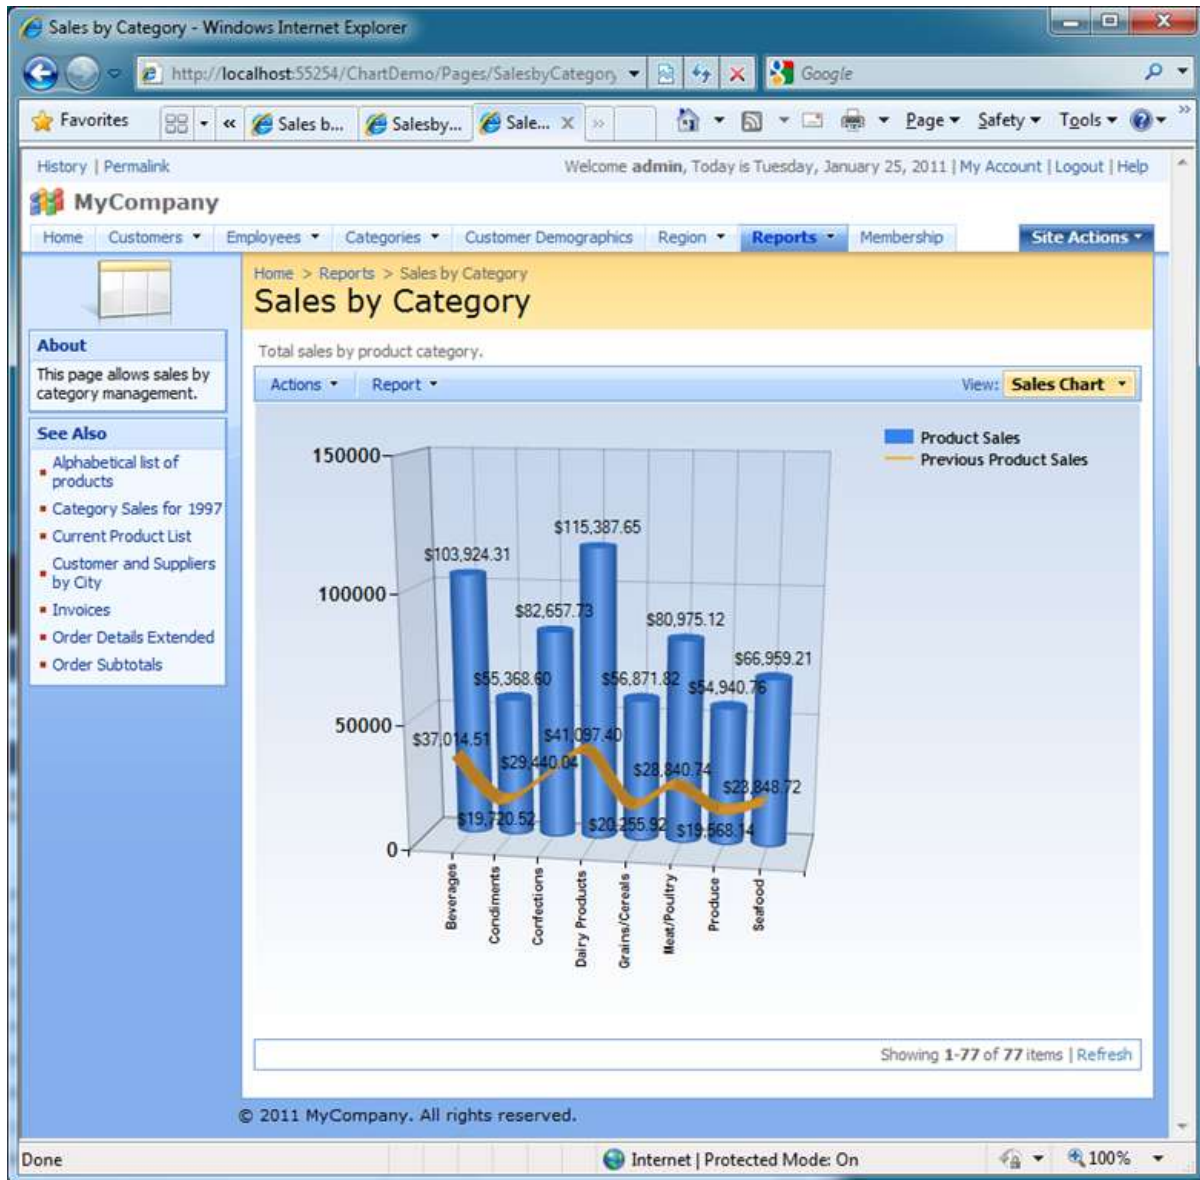 Sales by Category - Windows Internet Explorer
http://localhost:55254/ChartDemo/Pages/SalesbyCategory
Google
Favorites
Sales b...
Salesby...
Sale...
Page Safety Tools
History | Permalink
Welcome admin, Today is Tuesday, January 25, 2011 | My Account | Logout | Help
MyCompany
Home Customers Employees Categories Customer Demographics Region Reports Membership Site Actions
Home > Reports > Sales by Category
Sales by Category
About
This page allows sales by
category management.
See Also
Alphabetical list of
products
Category Sales for 1997
Current Product List
Customer and Suppliers
by City
Invoices
Order Details Extended
Order Subtotals
Total sales by product category.
Actions Report View: Sales Chart
Product Sales
Previous Product Sales
150000
100000
50000
0
$115,387.65
$103,924.31
$82,657.73
$80,975.12
$66,959.21
$55,368.60
$56,871.82
$54,940.76
$37,014.51
$41,097.40
$29,440.04
$28,840.74
$23,848.72
$19,720.52
$20,255.92
$19,568.14
Beverages
Condiments
Confections
Dairy Products
Grains/Cereals
Meat/Poultry
Produce
Seafood
Showing 1-77 of 77 items | Refresh
© 2011 MyCompany. All rights reserved.
Done
Internet | Protected Mode: On
100%